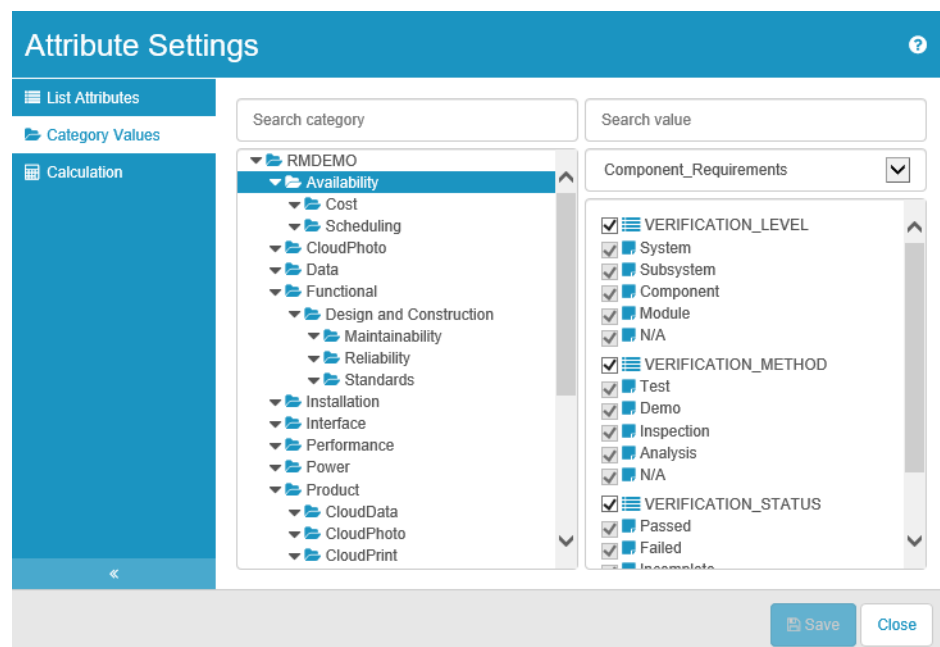 Attribute Settings
?
List Attributes
Category Values
Calculation
«
Search category
RMDEMO
Availability
Cost
Scheduling
CloudPhoto
Data
Functional
Design and Construction
Maintainability
Reliability
Standards
Installation
Interface
Performance
Power
Product
CloudData
CloudPhoto
CloudPrint
Search value
Component_Requirements
VERIFICATION_LEVEL
System
Subsystem
Component
Module
N/A
VERIFICATION_METHOD
Test
Demo
Inspection
Analysis
N/A
VERIFICATION_STATUS
Passed
Failed
Incomplete
Save
Close